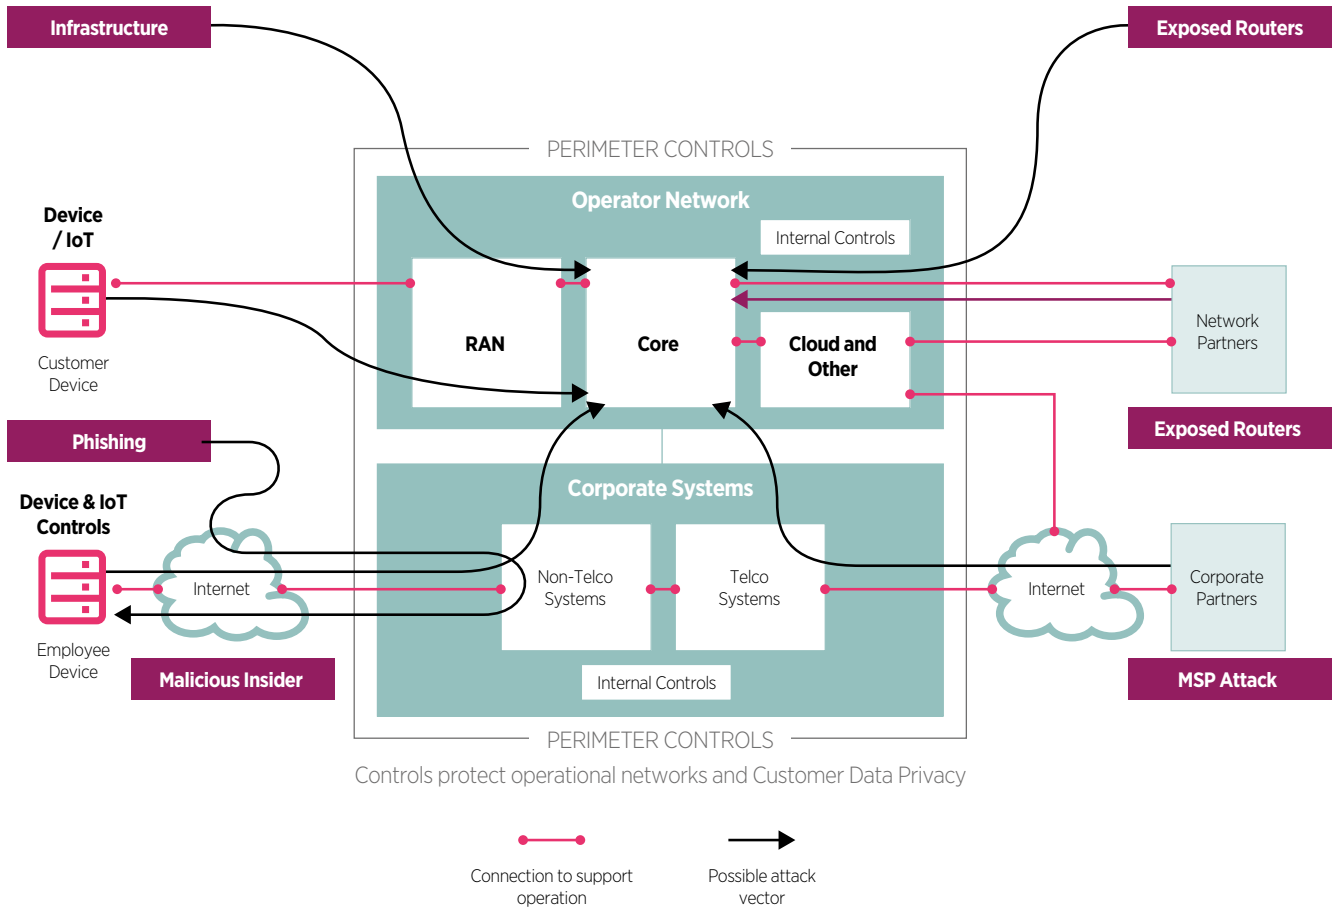 Infrastructure
Exposed Routers
PERIMETER CONTROLS
Operator Network
Internal Controls
Device
/ IoT
Customer
Device
RAN
Core
Cloud and
Other
Network
Partners
Exposed Routers
Phishing
Corporate Systems
Device & IoT
Controls
Internet
Employee
Device
Malicious Insider
Non-Telco
Systems
Telco
Systems
Internal Controls
Internet
Corporate
Partners
MSP Attack
PERIMETER CONTROLS
Controls protect operational networks and Customer Data Privacy
Connection to support
operation
Possible attack
vector